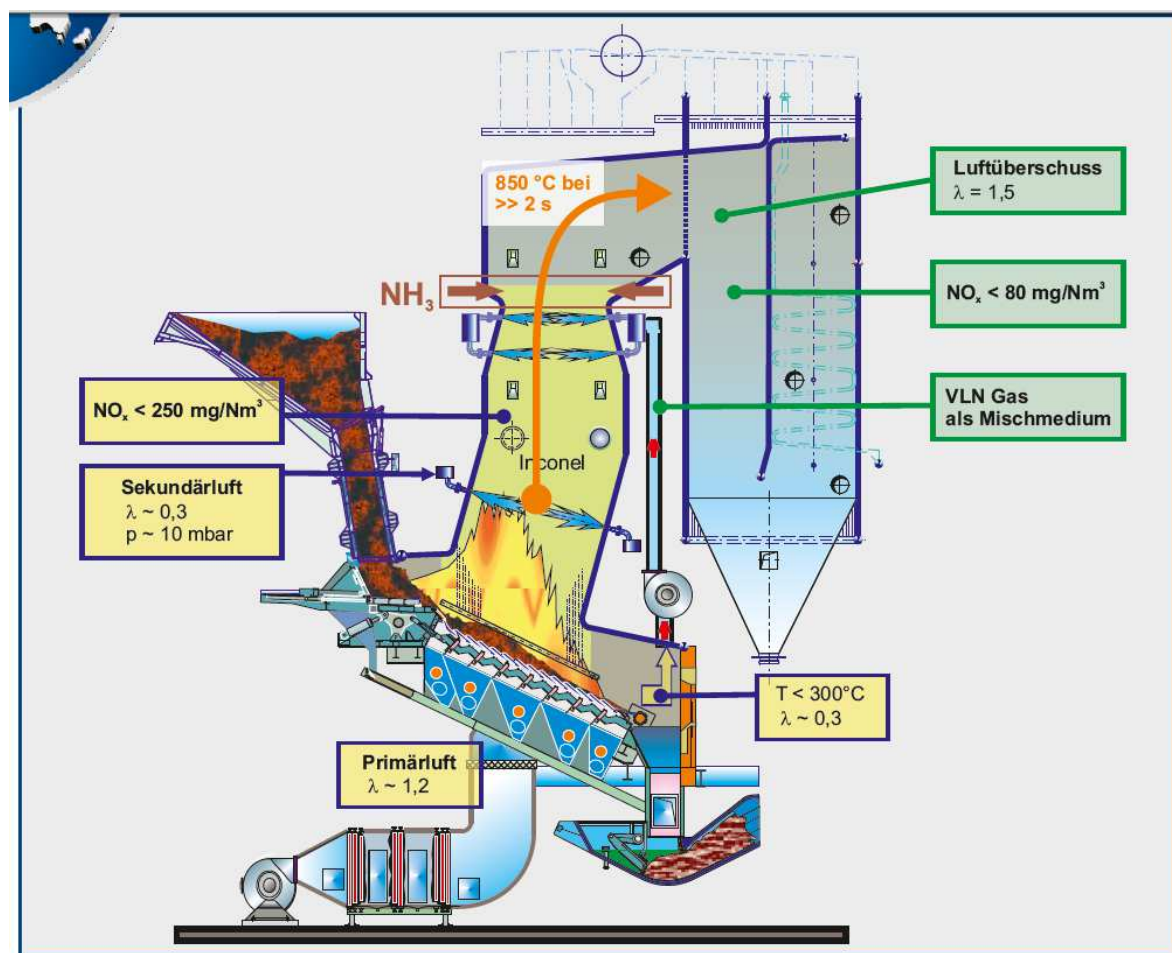 850 °C bei
>> 2 s
Luftüberschuss
λ = 1,5
NH₃
NOₓ < 80 mg/Nm³
NOₓ < 250 mg/Nm³
VLN Gas
als Mischmedium
Inconel
Sekundärluft
λ ~ 0,3
p ~ 10 mbar
T < 300°C
λ ~ 0,3
Primärluft
λ ~ 1,2